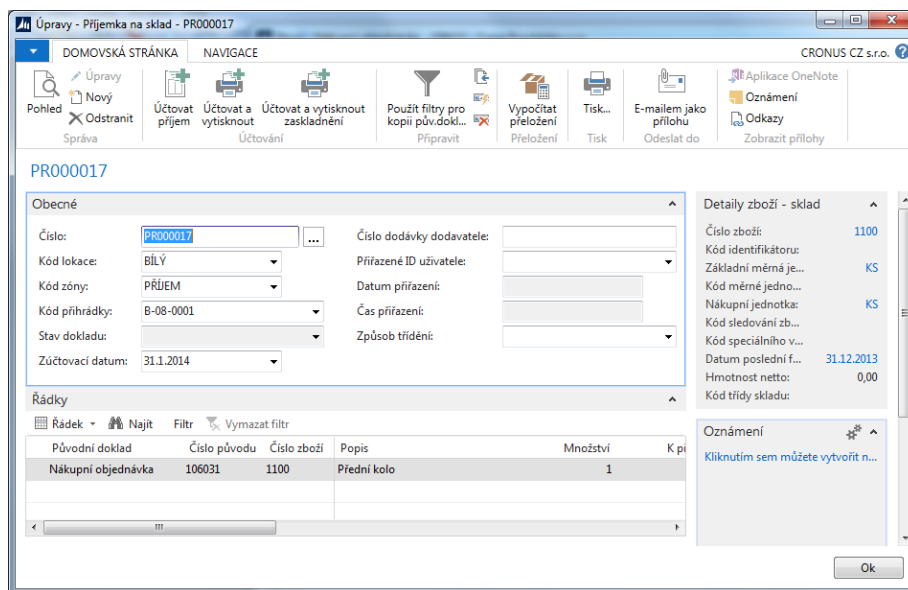 Úpravy - Příjemka na sklad - PR000017
DOMOVSKÁ STRÁNKA NAVIGACE CRONUS CZ s.r.o.
Pohled
Úpravy
Nový
Odstranit
Správa
Účtovat příjem
Účtovat a vytisknout
Účtovat a vytisknout zaskladnění
Účtování
Použít filtry pro kopii pův.dokl...
Připravit
Vypočítat přeložení
Přeložení
Tisk...
Tisk
E-mailem jako přílohu
Odeslat do
Aplikace OneNote
Oznámení
Odkazy
Zobrazit přílohy
PR000017
Obecné
Číslo: PR000017 ...
Kód lokace: BÍLÝ
Kód zóny: PŘÍJEM
Kód přihrádky: B-08-0001
Stav dokladu:
Zúčtovací datum: 31.1.2014
Číslo dodávky dodavatele:
Přiřazené ID uživatele:
Datum přiřazení:
Čas přiřazení:
Způsob třídění:
Řádky
Řádek Najít Filtr Vymazat filtr
Původní doklad Číslo původu Číslo zboží Popis Množství
Nákupní objednávka 106031 1100 Přední kolo 1
Detaily zboží - sklad
Číslo zboží: 1100
Kód identifikátoru:
Základní měrná je... KS
Kód měrné jedno...
Nákupní jednotka: KS
Kód sledování zb...
Kód speciálního v...
Datum poslední f... 31.12.2013
Hmotnost netto: 0,00
Kód třídy skladu:
Oznámení
Kliknutím sem můžete vytvořit n...
Ok